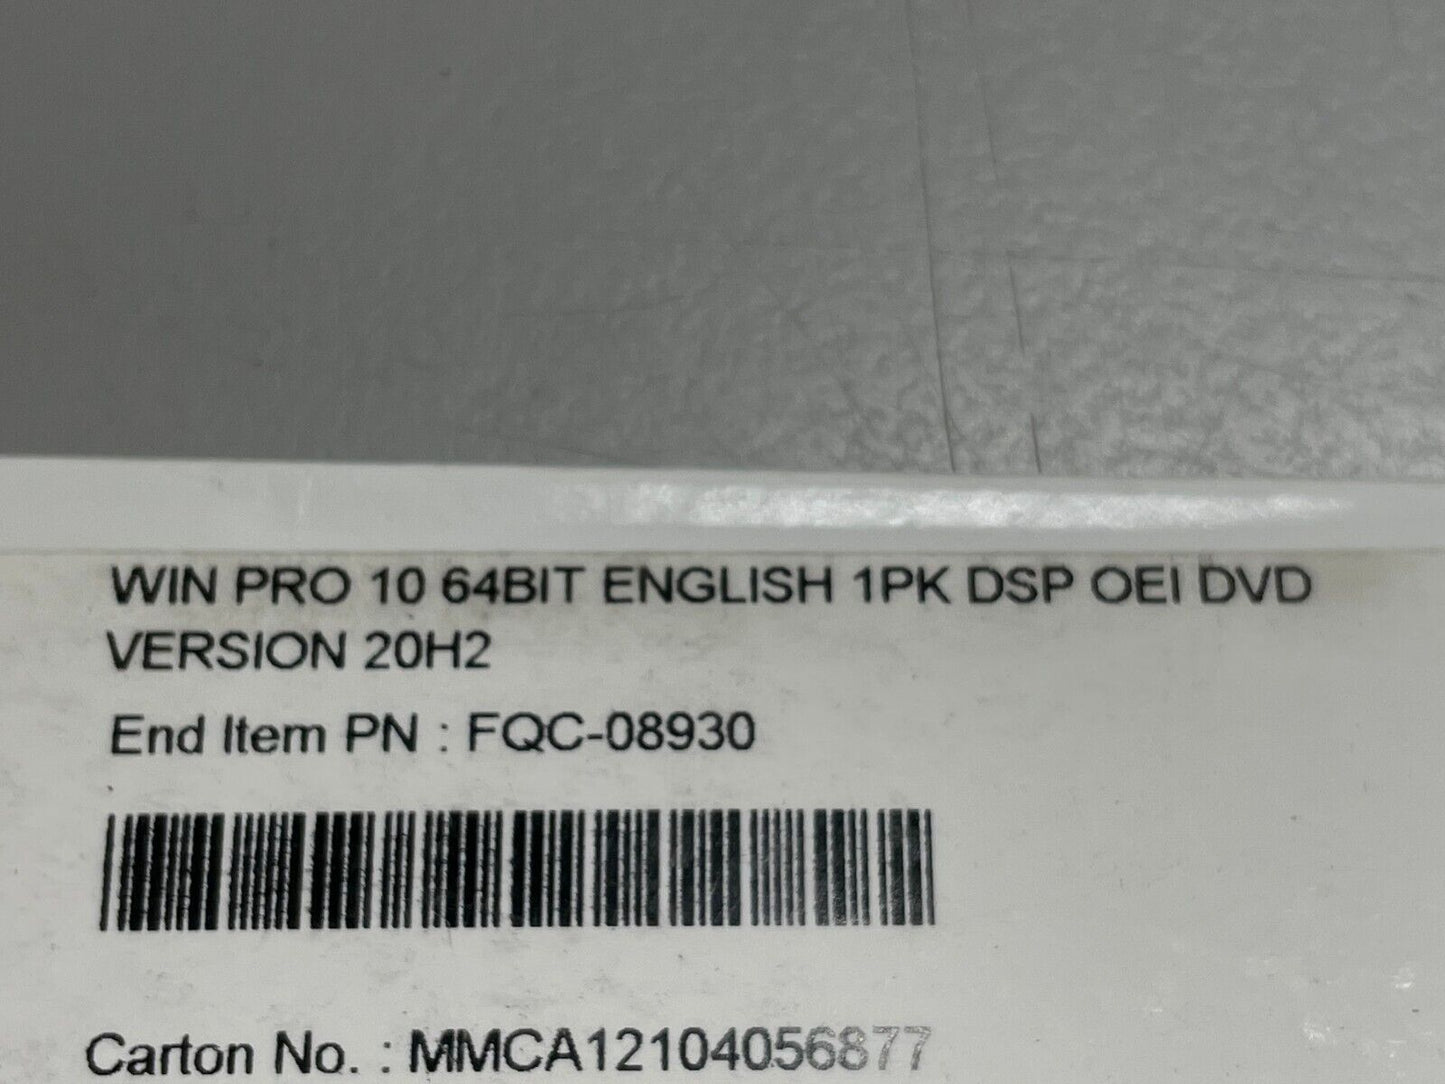 WIN PRO 10 64BIT ENGLISH 1PK DSP OEI DVD
VERSION 20H2
End Item PN : FQC-08930
Carton No. : MMCA12104056877